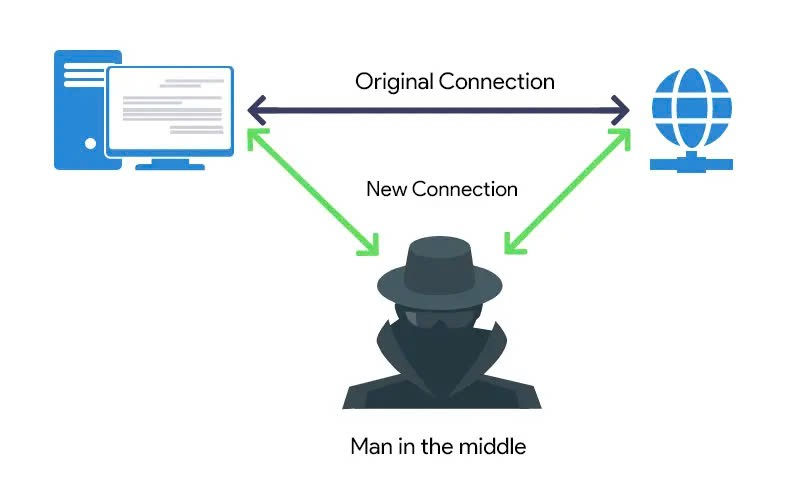 Original Connection
New Connection
Man in the middle